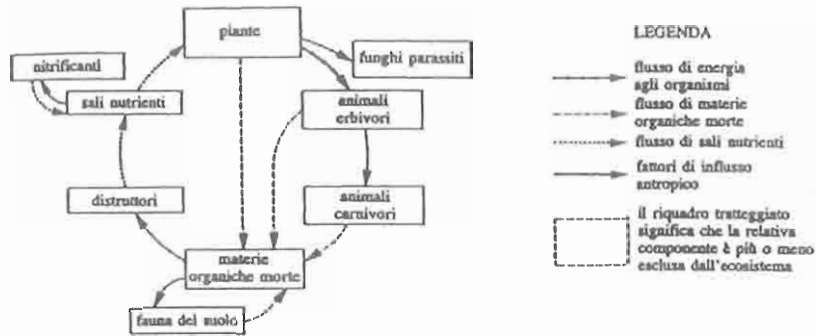 piante
funghi parassiti
nitrificanti
sali nutrienti
animali
erbivori
distruttori
animali
carnivori
materie
organiche morte
fauna del suolo
LEGENDA
flusso di energia
agli organismi
flusso di materie
organiche morte
flusso di sali nutrienti
fattori di influsso
antropico
il riquadro tratteggiato
significa che la relativa
componente è più o meno
esclusa dall'ecosistema